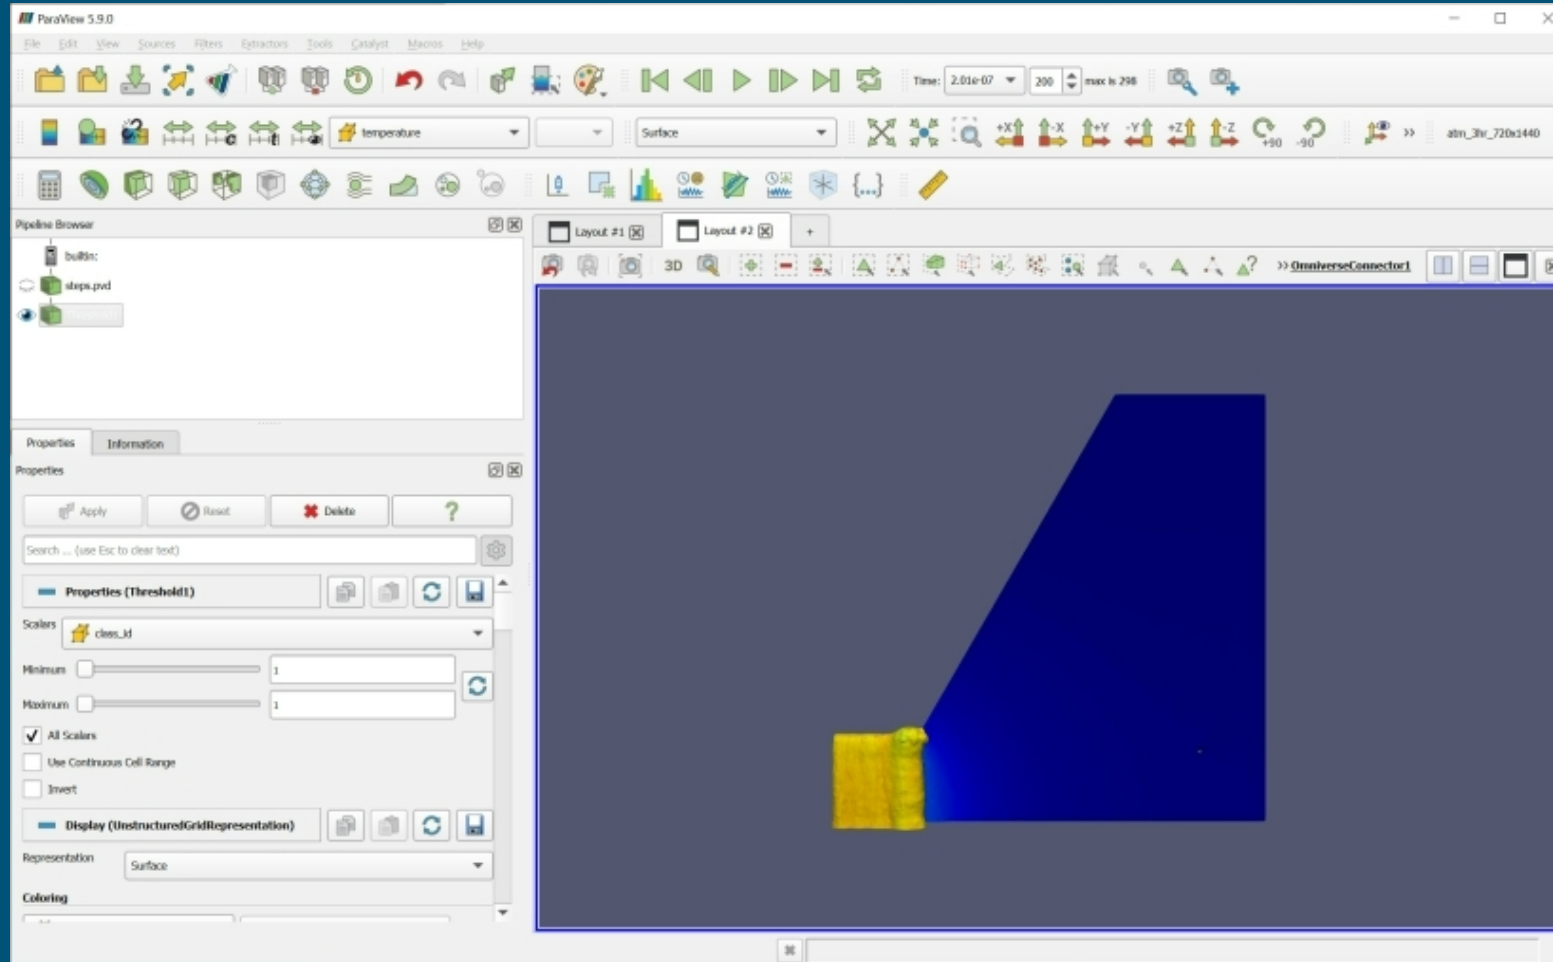 ParaView 5.9.0
File Edit View Sources Filters Extractors Tools Catalyst Macros Help
Time: 2.01e-07 200 max is 298
temperature Surface +X -X +Y -Y +Z -Z +90 -90 >> atm_3hr_720x1440
Pipeline Browser
builtin:
steps.pvd
Layout #1 Layout #2 +
3D >> OmniverseConnector1
Properties Information
Properties
Apply Reset Delete ?
Search ... (use Esc to clear text)
Properties (Threshold1)
Scalars class_id
Minimum 1
Maximum 1
All Scalars
Use Continuous Cell Range
Invert
Display (UnstructuredGridRepresentation)
Representation Surface
Coloring